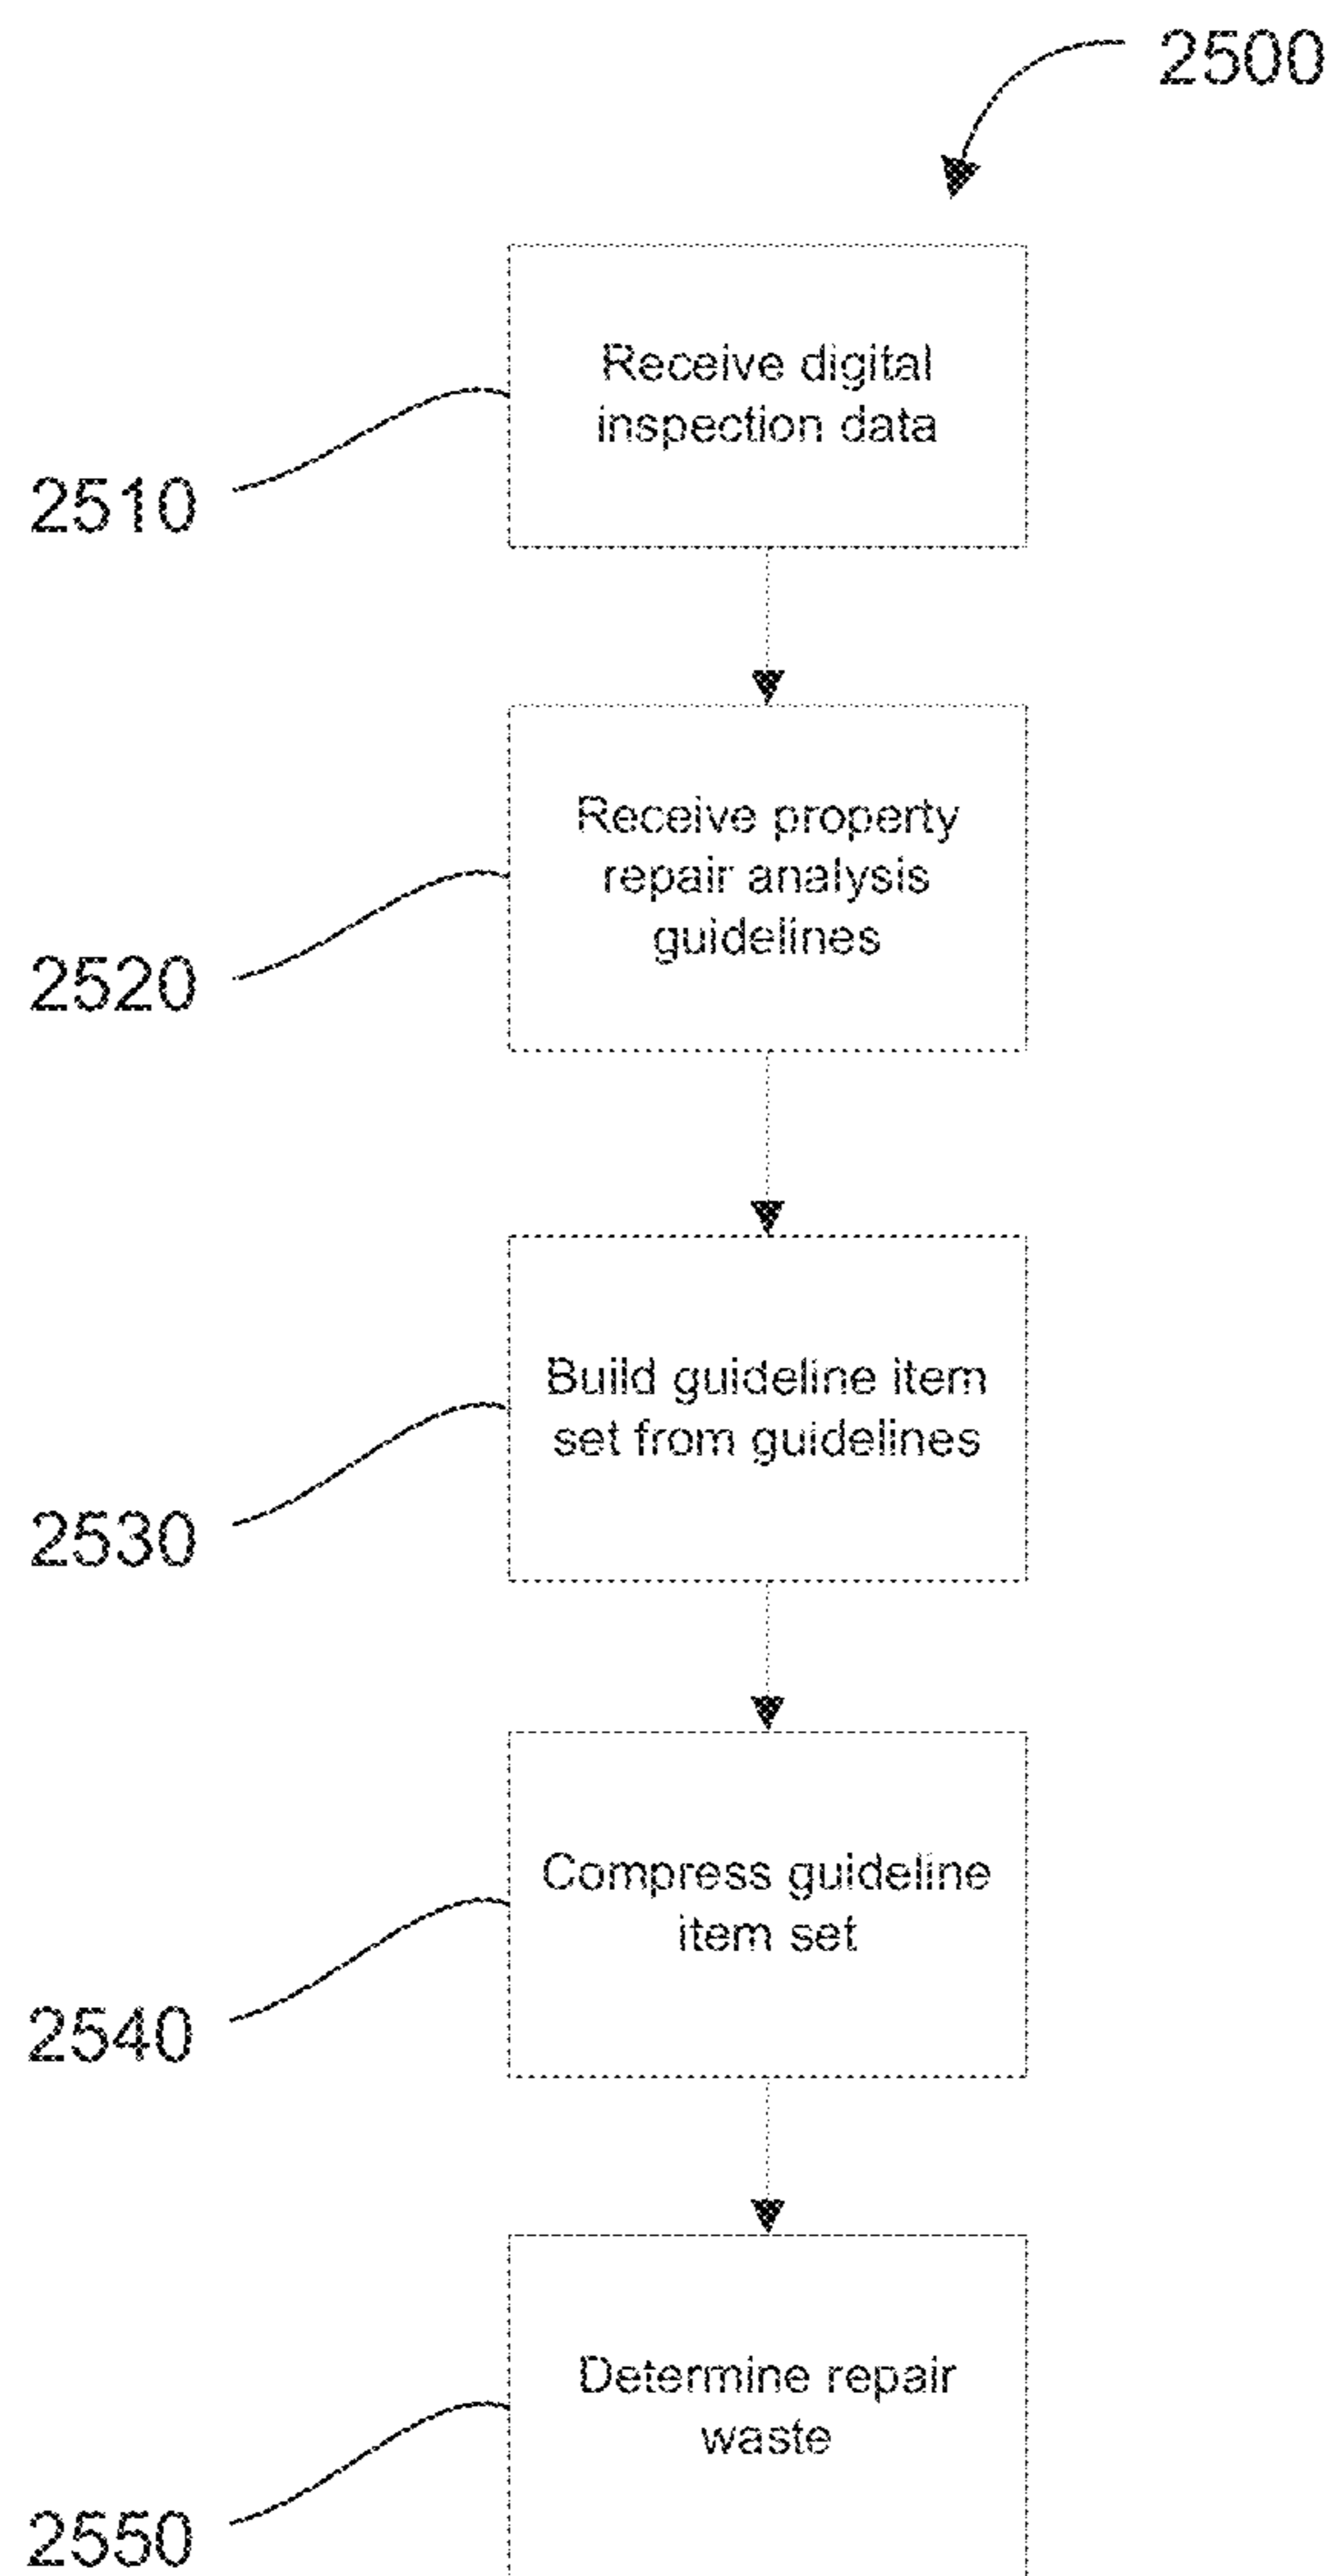 2500
Receive digital
inspection data
2510
Receive property
repair analysis
guidelines
2520
Build guideline item
set from guidelines
2530
Compress guideline
item set
2540
Determine repair
waste
2550